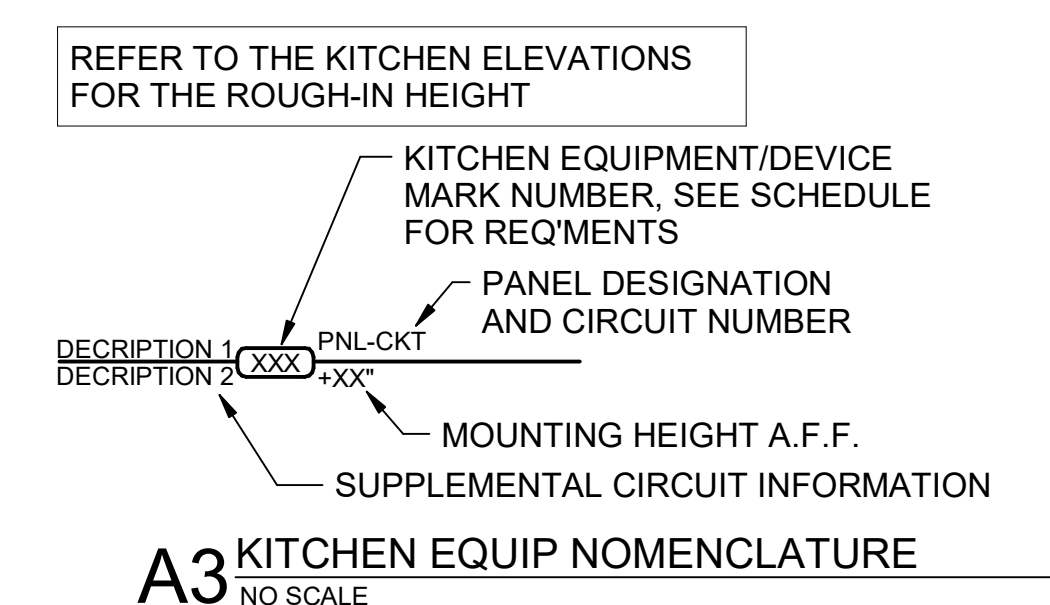 REFER TO THE KITCHEN ELEVATIONS
FOR THE ROUGH-IN HEIGHT
KITCHEN EQUIPMENT/DEVICE
MARK NUMBER, SEE SCHEDULE
FOR REQ'MENTS
PANEL DESIGNATION
AND CIRCUIT NUMBER
DECRIPTION 1
XXX
PNL-CKT
DECRIPTION 2
+XX"
MOUNTING HEIGHT A.F.F.
SUPPLEMENTAL CIRCUIT INFORMATION
A3 KITCHEN EQUIP NOMENCLATURE
NO SCALE